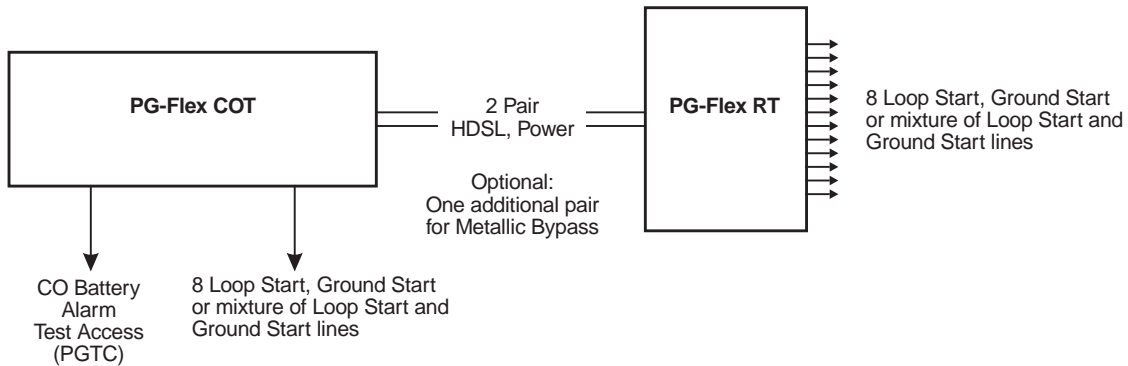 PG-Flex COT
2 Pair
HDSL, Power
PG-Flex RT
8 Loop Start, Ground Start
or mixture of Loop Start and
Ground Start lines
Optional:
One additional pair
for Metallic Bypass
CO Battery
Alarm
Test Access
(PGTC)
8 Loop Start, Ground Start
or mixture of Loop Start and
Ground Start lines